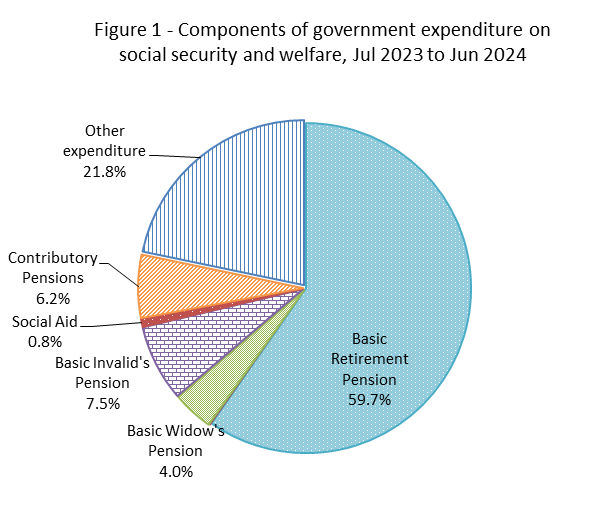 Figure 1 - Components of government expenditure on
social security and welfare, Jul 2023 to Jun 2024
Other
expenditure
21.8%
Contributory
Pensions
6.2%
Social Aid
0.8%
Basic Invalid's
Pension
7.5%
Basic Widow's
Pension
4.0%
Basic
Retirement
Pension
59.7%